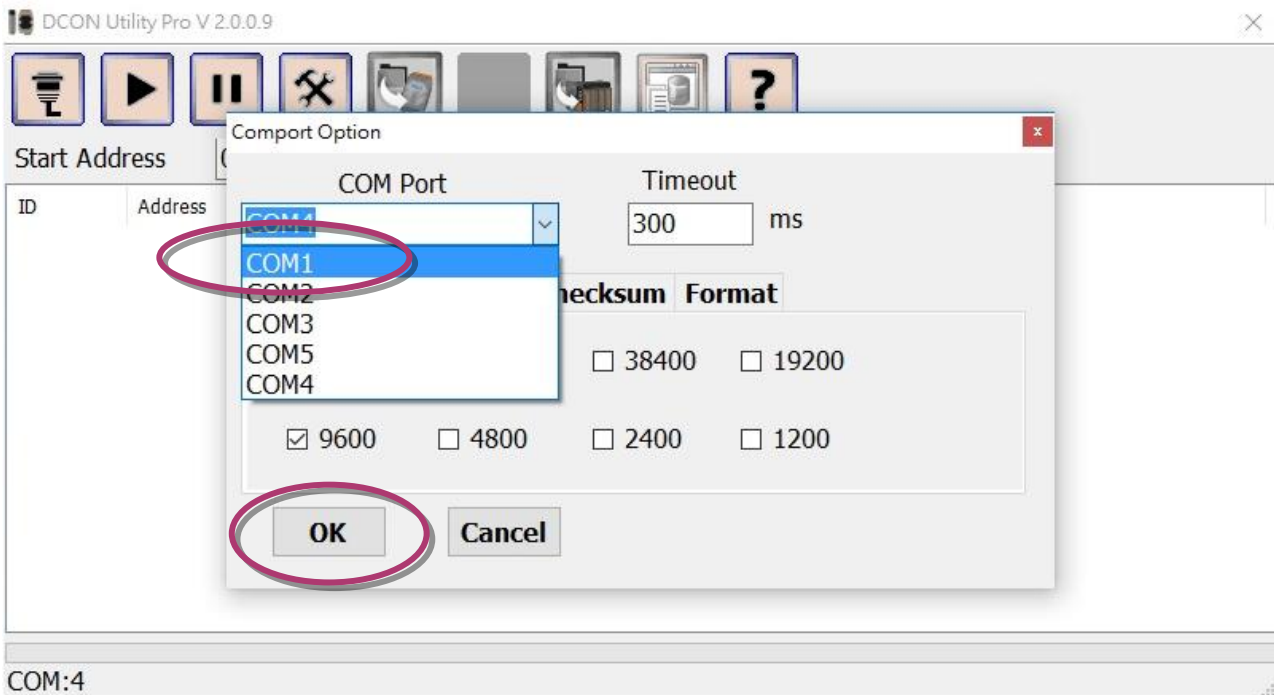 DCON Utility Pro V 2.0.0.9
?
Comport Option
x
Start Address
COM Port Timeout
ID Address
COM4 300 ms
COM1
COM2
COM3
COM5
COM4
Format
38400 19200
9600 4800 2400 1200
OK Cancel
COM:4